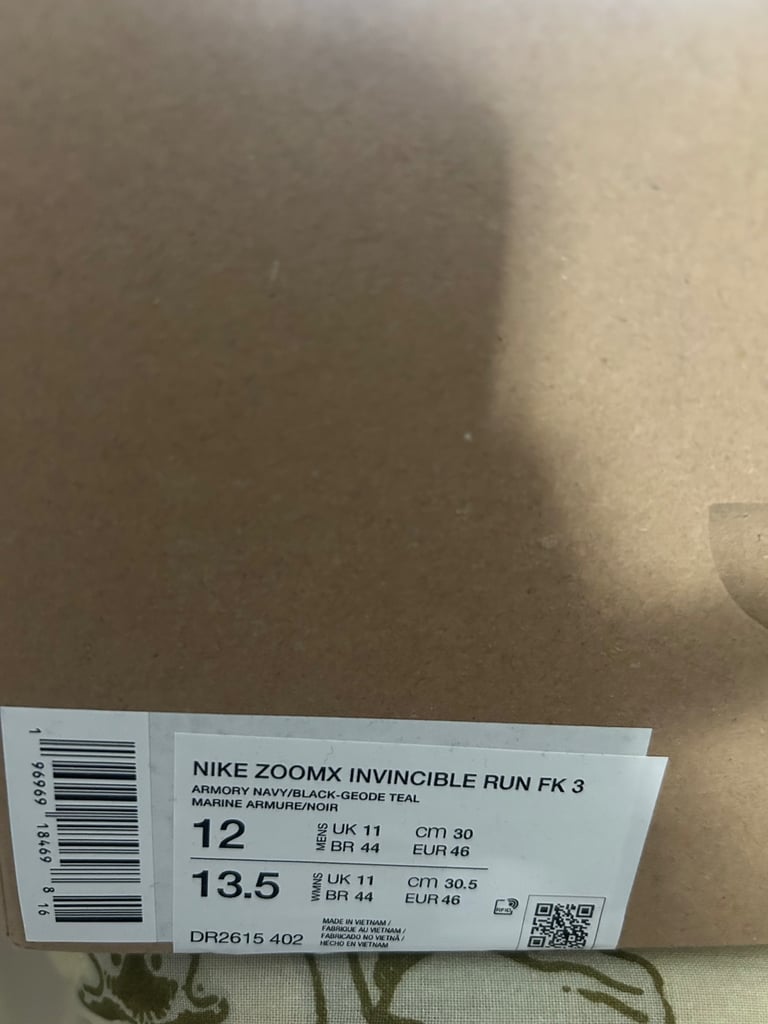 1 96969 18469 8 16
NIKE ZOOMX INVINCIBLE RUN FK 3
ARMORY NAVY/BLACK-GEODE TEAL
MARINE ARMURE/NOIR
12 MENS UK 11 cm 30
BR 44 EUR 46
13.5 WMNS UK 11 cm 30.5
BR 44 EUR 46
RFID
DR2615 402
MADE IN VIETNAM /
FABRIQUE AU VIETNAM /
FABRICADO NO VIETNÃ /
HECHO EN VIETNAM